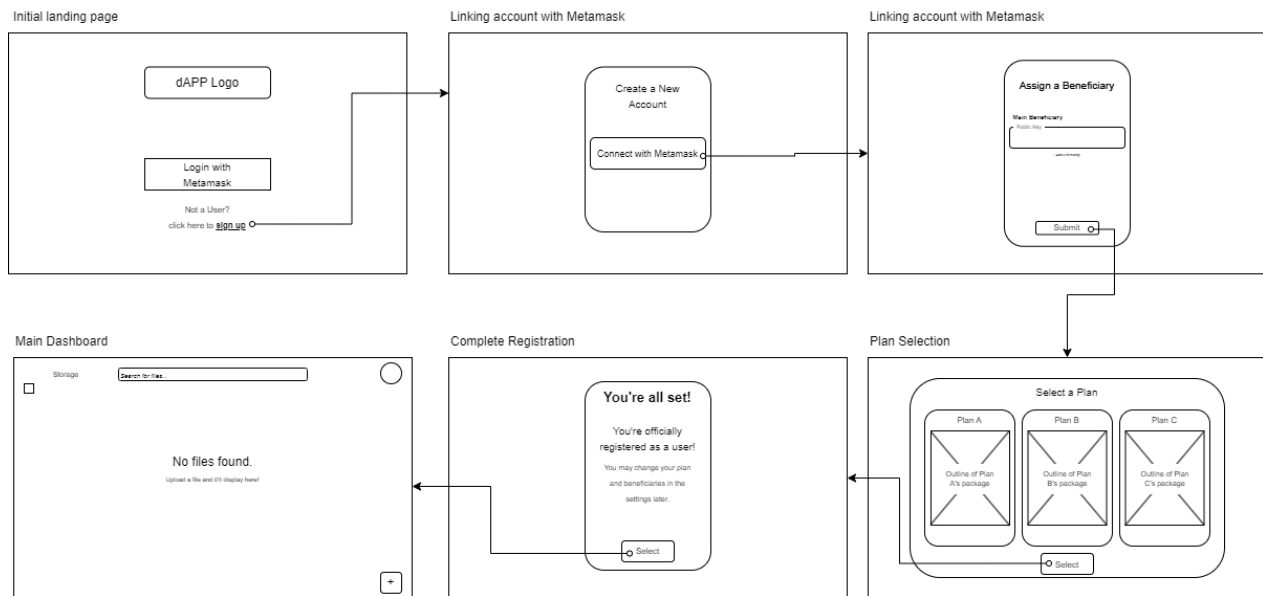 Initial landing page
dAPP Logo
Login with
Metamask
Not a User?
click here to sign up
Linking account with Metamask
Create a New
Account
Connect with Metamask
Linking account with Metamask
Assign a Beneficiary
Main Beneficiary
Public Key
Submit
Plan Selection
Select a Plan
Plan A
Outline of Plan
A's package
Plan B
Outline of Plan
B's package
Plan C
Outline of Plan
C's package
Select
Complete Registration
You're all set!
You're officially
registered as a user!
You may change your plan
and beneficiaries in the
settings later.
Select
Main Dashboard
Storage
Search for files...
No files found.
Upload a file and it'll display here!
+